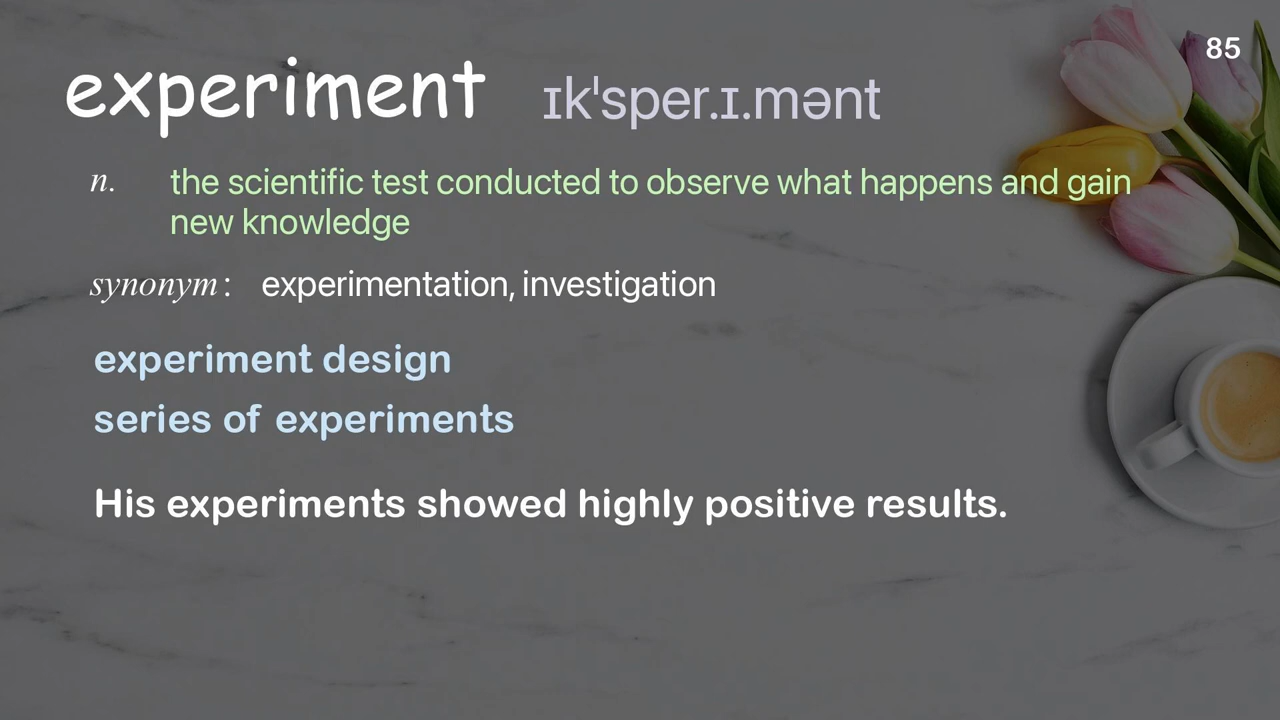 85
experiment ɪkˈsper.ɪ.mənt
n. the scientific test conducted to observe what happens and gain
new knowledge
synonym : experimentation, investigation
experiment design
series of experiments
His experiments showed highly positive results.